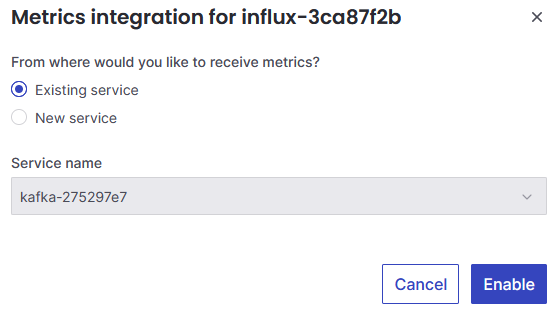 Metrics integration for influx-3ca87f2b
From where would you like to receive metrics?
Existing service
New service
Service name
kafka-275297e7
Cancel
Enable